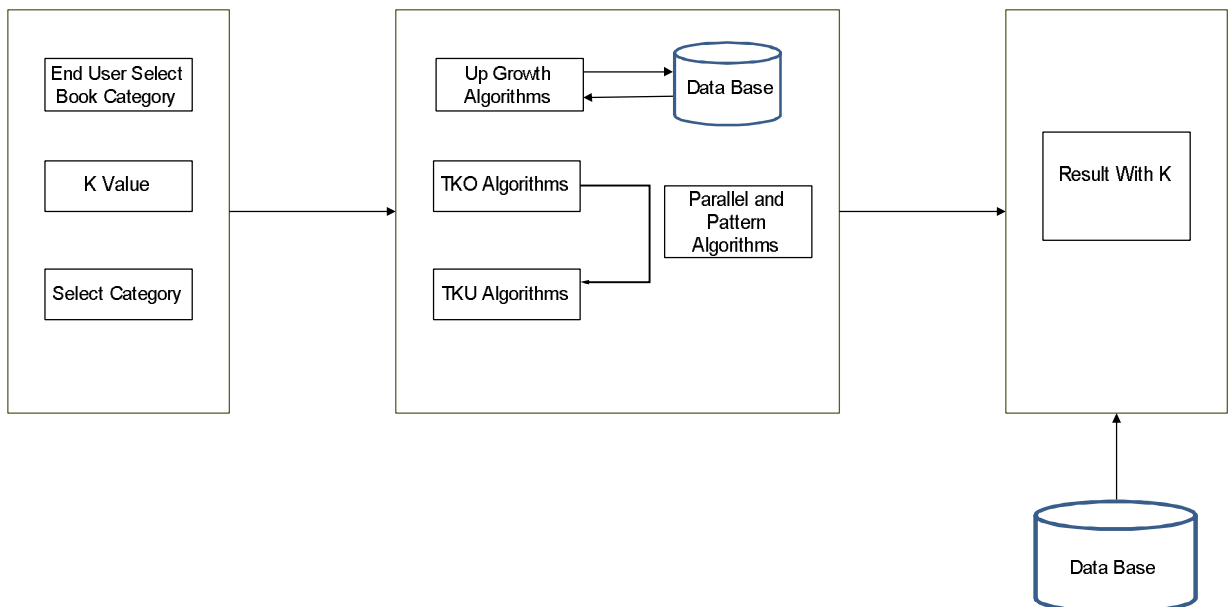 End User Select
Book Category
K Value
Select Category
Up Growth
Algorithms
Data Base
TKO Algorithms
Parallel and
Pattern
Algorithms
TKU Algorithms
Result With K
Data Base